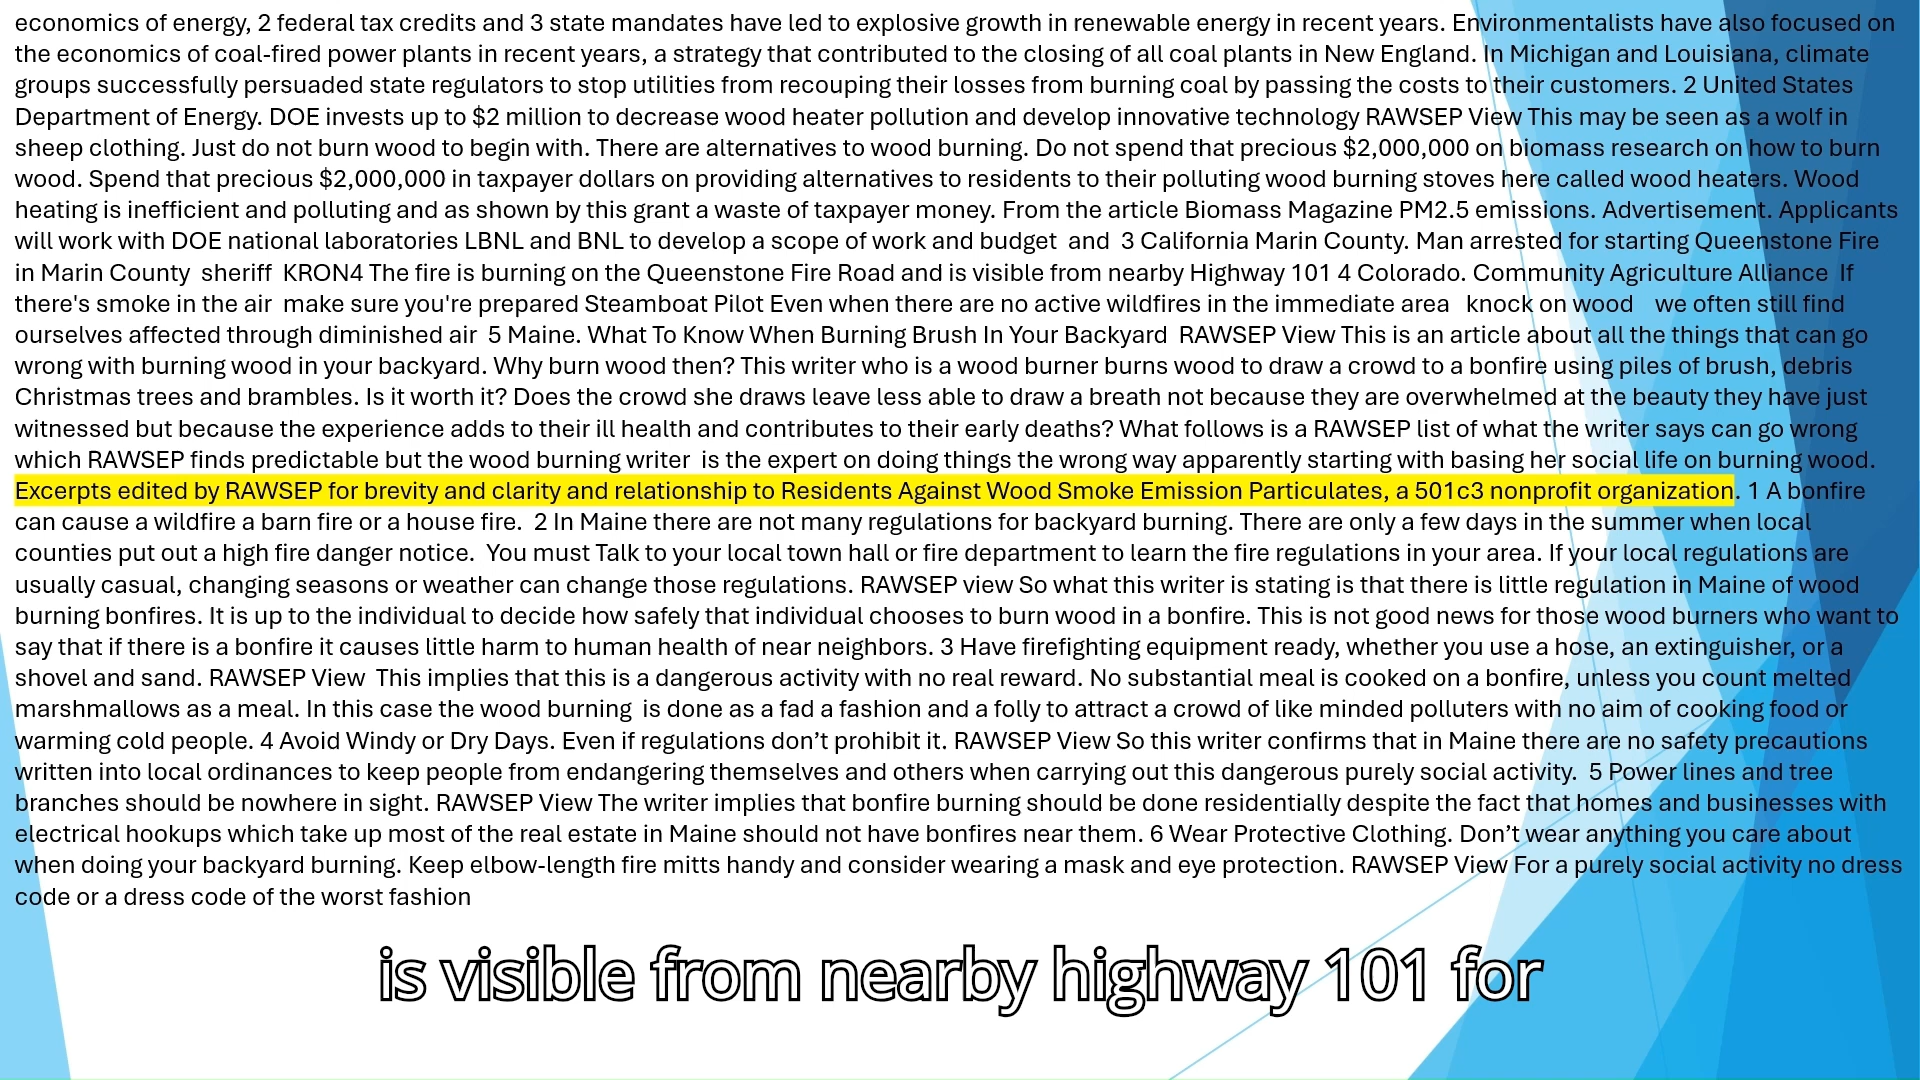 economics of energy, 2 federal tax credits and 3 state mandates have led to explosive growth in renewable energy in recent years. Environmentalists have also focused on
the economics of coal-fired power plants in recent years, a strategy that contributed to the closing of all coal plants in New England. In Michigan and Louisiana, climate
groups successfully persuaded state regulators to stop utilities from recouping their losses from burning coal by passing the costs to their customers. 2 United States
Department of Energy. DOE invests up to $2 million to decrease wood heater pollution and develop innovative technology RAWSEP View This may be seen as a wolf in
sheep clothing. Just do not burn wood to begin with. There are alternatives to wood burning. Do not spend that precious $2,000,000 on biomass research on how to burn
wood. Spend that precious $2,000,000 in taxpayer dollars on providing alternatives to residents to their polluting wood burning stoves here called wood heaters. Wood
heating is inefficient and polluting and as shown by this grant a waste of taxpayer money. From the article Biomass Magazine PM2.5 emissions. Advertisement. Applicants
will work with DOE national laboratories LBNL and BNL to develop a scope of work and budget  and  3 California Marin County. Man arrested for starting Queenstone Fire
in Marin County  sheriff  KRON4 The fire is burning on the Queenstone Fire Road and is visible from nearby Highway 101 4 Colorado. Community Agriculture Alliance  If
there's smoke in the air  make sure you're prepared Steamboat Pilot Even when there are no active wildfires in the immediate area   knock on wood    we often still find
ourselves affected through diminished air  5 Maine. What To Know When Burning Brush In Your Backyard  RAWSEP View This is an article about all the things that can go
wrong with burning wood in your backyard. Why burn wood then? This writer who is a wood burner burns wood to draw a crowd to a bonfire using piles of brush, debris
Christmas trees and brambles. Is it worth it? Does the crowd she draws leave less able to draw a breath not because they are overwhelmed at the beauty they have just
witnessed but because the experience adds to their ill health and contributes to their early deaths? What follows is a RAWSEP list of what the writer says can go wrong
which RAWSEP finds predictable but the wood burning writer  is the expert on doing things the wrong way apparently starting with basing her social life on burning wood.
Excerpts edited by RAWSEP for brevity and clarity and relationship to Residents Against Wood Smoke Emission Particulates, a 501c3 nonprofit organization. 1 A bonfire
can cause a wildfire a barn fire or a house fire.  2 In Maine there are not many regulations for backyard burning. There are only a few days in the summer when local
counties put out a high fire danger notice.  You must Talk to your local town hall or fire department to learn the fire regulations in your area. If your local regulations are
usually casual, changing seasons or weather can change those regulations. RAWSEP view So what this writer is stating is that there is little regulation in Maine of wood
burning bonfires. It is up to the individual to decide how safely that individual chooses to burn wood in a bonfire. This is not good news for those wood burners who want to
say that if there is a bonfire it causes little harm to human health of near neighbors. 3 Have firefighting equipment ready, whether you use a hose, an extinguisher, or a
shovel and sand. RAWSEP View  This implies that this is a dangerous activity with no real reward. No substantial meal is cooked on a bonfire, unless you count melted
marshmallows as a meal. In this case the wood burning  is done as a fad a fashion and a folly to attract a crowd of like minded polluters with no aim of cooking food or
warming cold people. 4 Avoid Windy or Dry Days. Even if regulations don’t prohibit it. RAWSEP View So this writer confirms that in Maine there are no safety precautions
written into local ordinances to keep people from endangering themselves and others when carrying out this dangerous purely social activity.  5 Power lines and tree
branches should be nowhere in sight. RAWSEP View The writer implies that bonfire burning should be done residentially despite the fact that homes and businesses with
electrical hookups which take up most of the real estate in Maine should not have bonfires near them. 6 Wear Protective Clothing. Don’t wear anything you care about
when doing your backyard burning. Keep elbow-length fire mitts handy and consider wearing a mask and eye protection. RAWSEP View For a purely social activity no dress
code or a dress code of the worst fashion
is visible from nearby highway 101 for